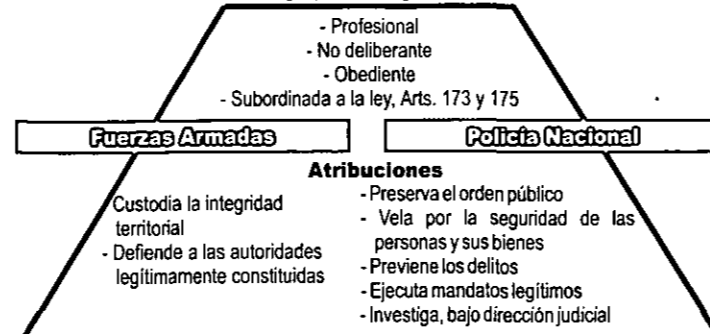 - Profesional
- No deliberante
- Obediente
- Subordinada a la ley, Arts. 173 y 175
Fuerzas Armadas
Policía Nacional
Atribuciones
Custodia la integridad
territorial
- Defiende a las autoridades
legítimamente constituidas
- Preserva el orden público
- Vela por la seguridad de las
personas y sus bienes
- Previene los delitos
- Ejecuta mandatos legítimos
- Investiga, bajo dirección judicial